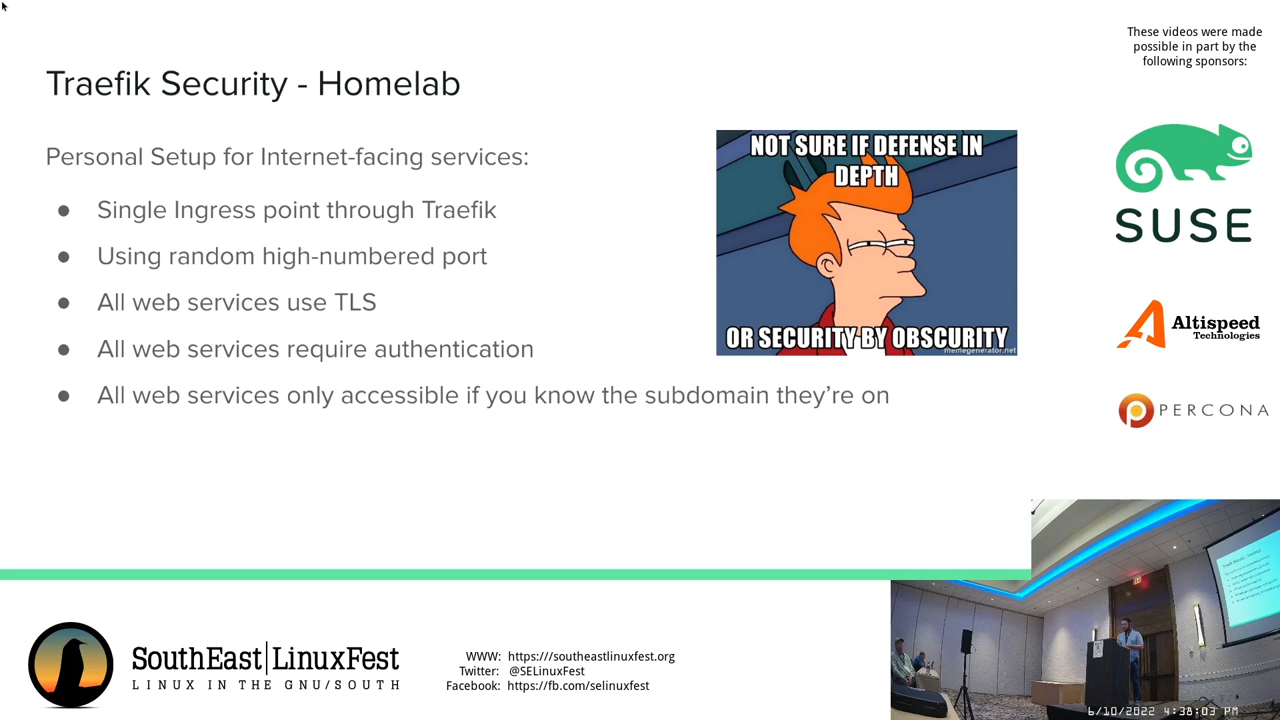 Traefik Security - Homelab
Personal Setup for Internet-facing services:
● Single Ingress point through Traefik
● Using random high-numbered port
● All web services use TLS
● All web services require authentication
● All web services only accessible if you know the subdomain they're on
NOT SURE IF DEFENSE IN
DEPTH
OR SECURITY BY OBSCURITY
memegenerator.net
These videos were made
possible in part by the
following sponsors:
SUSE
Altispeed
Technologies
PERCONA
SouthEast|LinuxFest
LINUX IN THE GNU/SOUTH
WWW: https:///southeastlinuxfest.org
Twitter: @SELinuxFest
Facebook: https://fb.com/selinuxfest
6/10/2022 4:38:03 PM